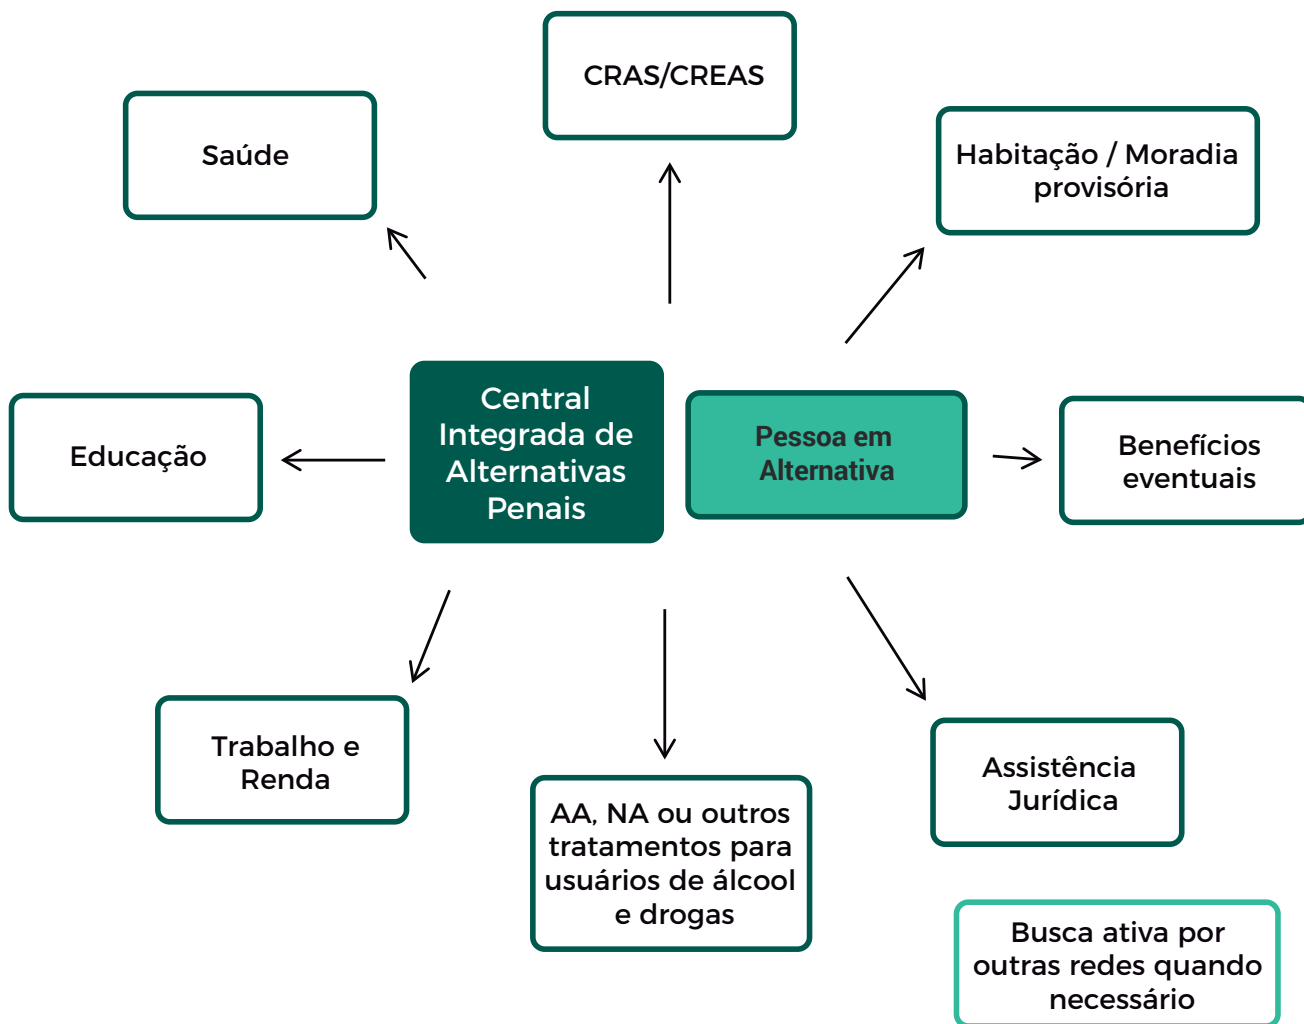 CRAS/CREAS
Saúde
Habitação / Moradia
provisória
Central
Integrada de
Alternativas
Penais
Pessoa em
Alternativa
Educação
Benefícios
eventuais
Trabalho e
Renda
AA, NA ou outros
tratamentos para
usuários de álcool
e drogas
Assistência
Jurídica
Busca ativa por
outras redes quando
necessário